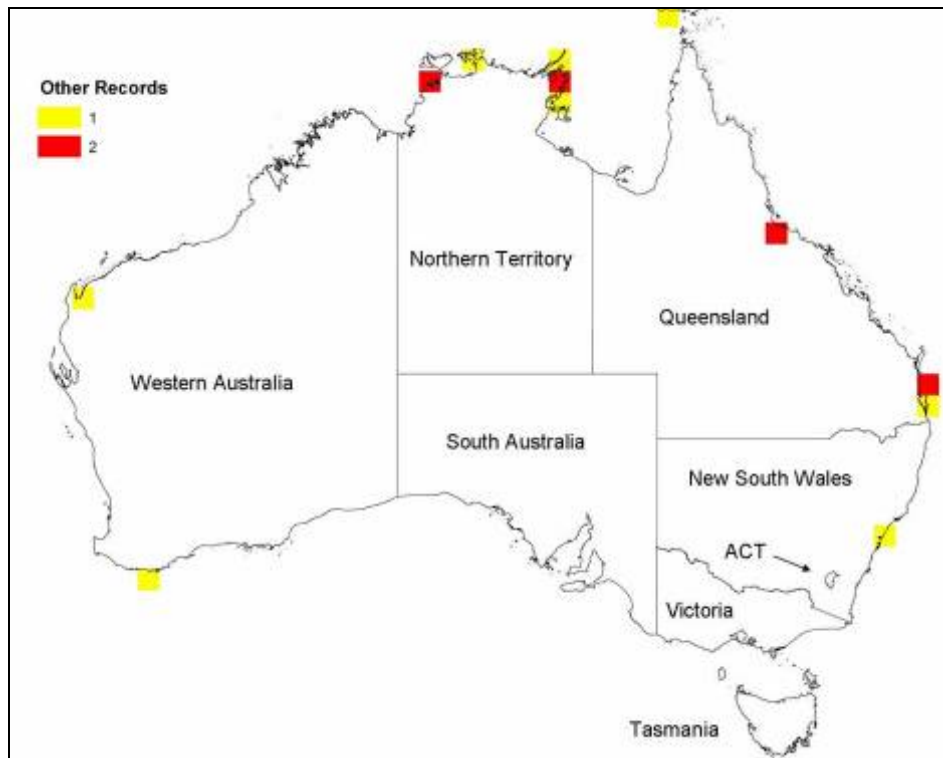 Other Records
1
2
Northern Territory
Queensland
Western Australia
South Australia
New South Wales
ACT
Victoria
Tasmania